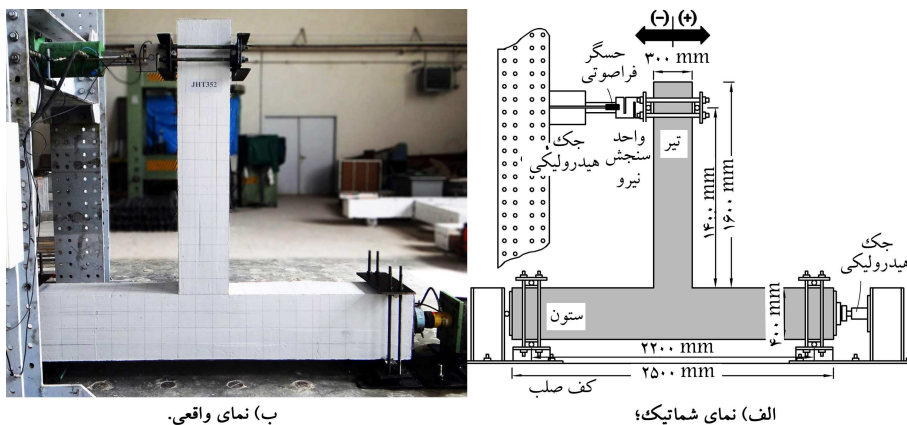 JHT352
(-) (+)
۳۰۰ mm
حسگر
فراصوتی
واحد
سنجش
نیرو
جک
هیدرولیکی
تیر
۱۴۰۰ mm
۱۶۰۰ mm
جک
هیدرولیکی
ستون
۴۰۰ mm
۲۲۰۰ mm
۲۵۰۰ mm
کف صلب
الف) نمای شماتیک؛
ب) نمای واقعی.